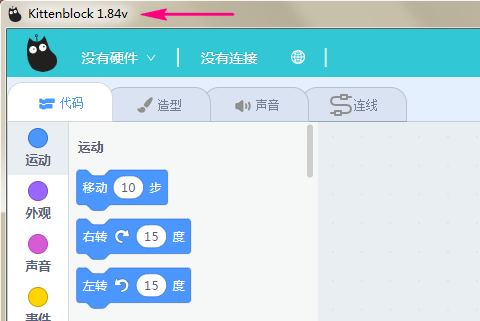 Kittenblock 1.84v
没有硬件 没有连接
代码 造型 声音 连线
运动
外观
声音
事件
运动
移动 10 步
右转 15 度
左转 15 度